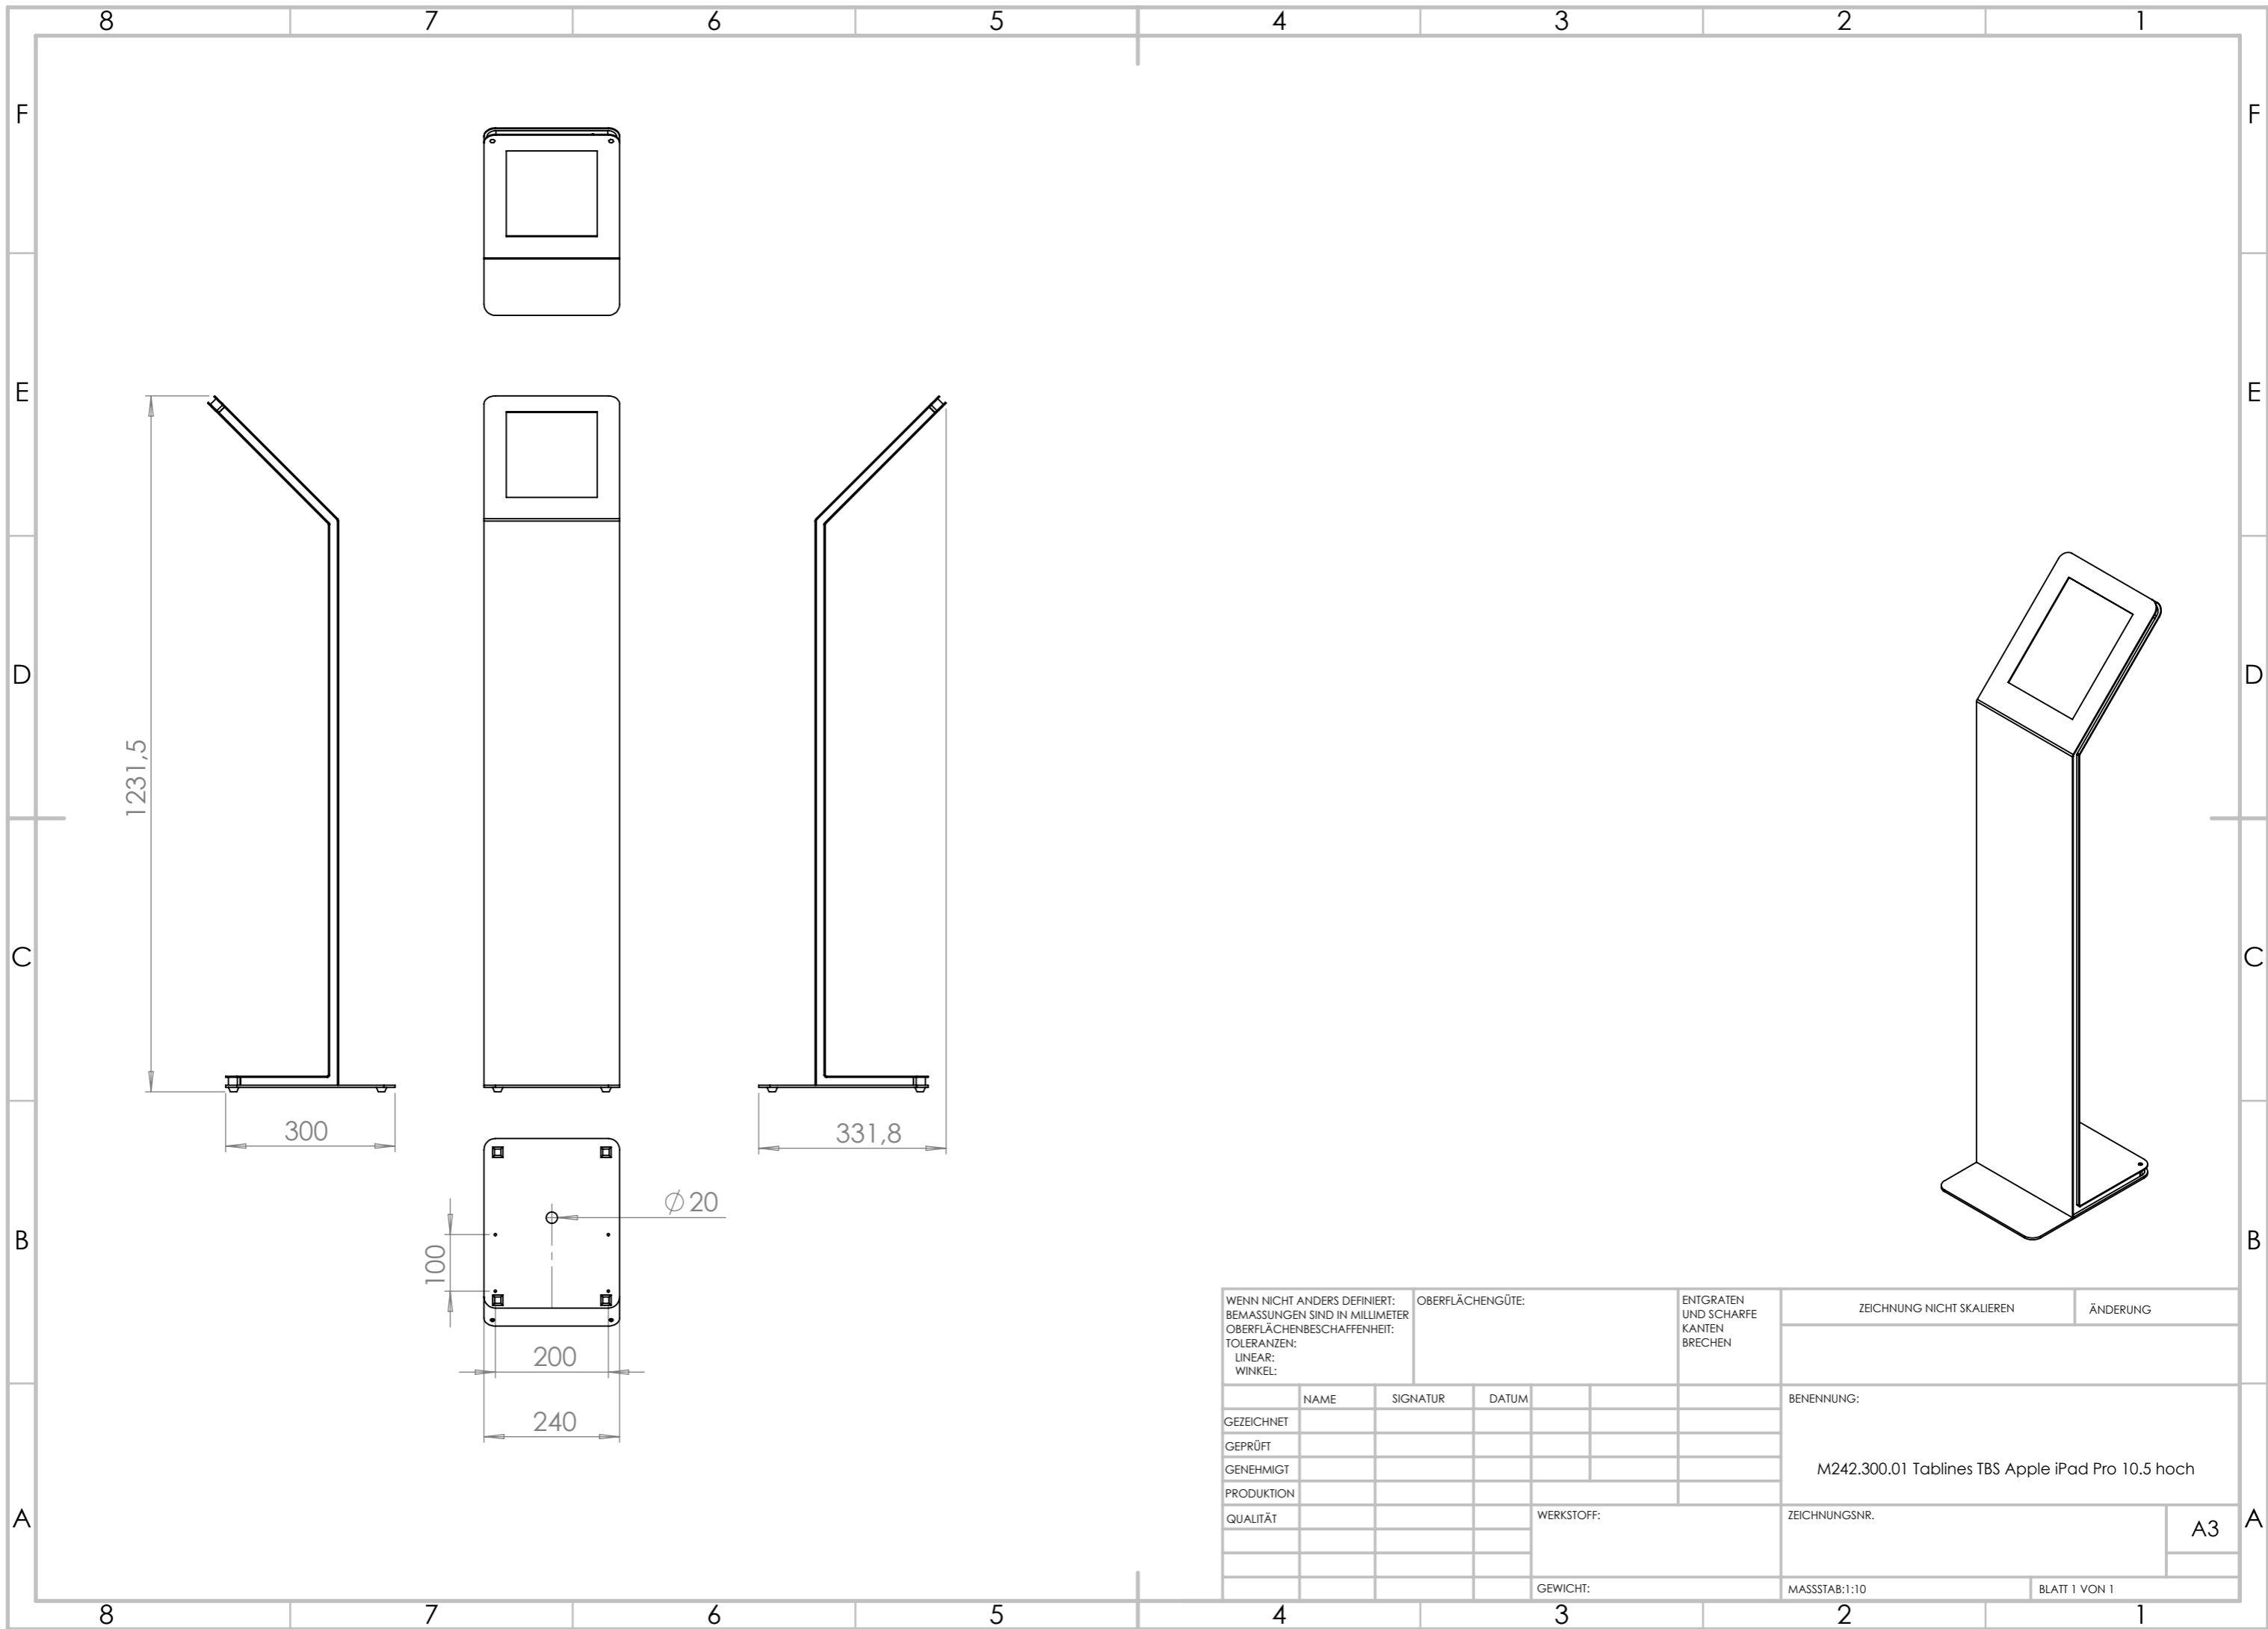 8 7 6 5 4 3 2 1
F F
E E
1231,5
D D
C C
300
331,8
Ø20
B B
100
200
240
WENN NICHT ANDERS DEFINIERT:
BEMASSUNGEN SIND IN MILLIMETER
OBERFLÄCHENBESCHAFFENHEIT:
TOLERANZEN:
LINEAR:
WINKEL:
OBERFLÄCHENGÜTE:
ENTGRATEN
UND SCHARFE
KANTEN
BRECHEN
ZEICHNUNG NICHT SKALIEREN
ÄNDERUNG
NAME SIGNATUR DATUM
GEZEICHNET
GEPRÜFT
GENEHMIGT
PRODUKTION
QUALITÄT
BENENNUNG:
M242.300.01 Tablines TBS Apple iPad Pro 10.5 hoch
WERKSTOFF:
ZEICHNUNGSNR.
A3
A A
GEWICHT:
MASSSTAB:1:10
BLATT 1 VON 1
8 7 6 5 4 3 2 1